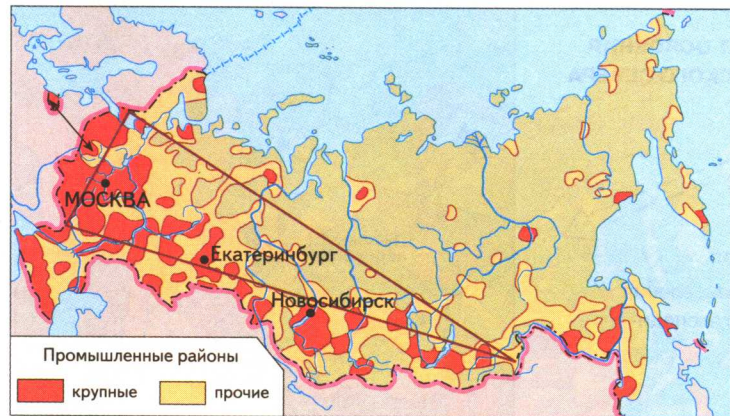 МОСКВА
Екатеринбург
Новосибирск
Промышленные районы
крупные
прочие